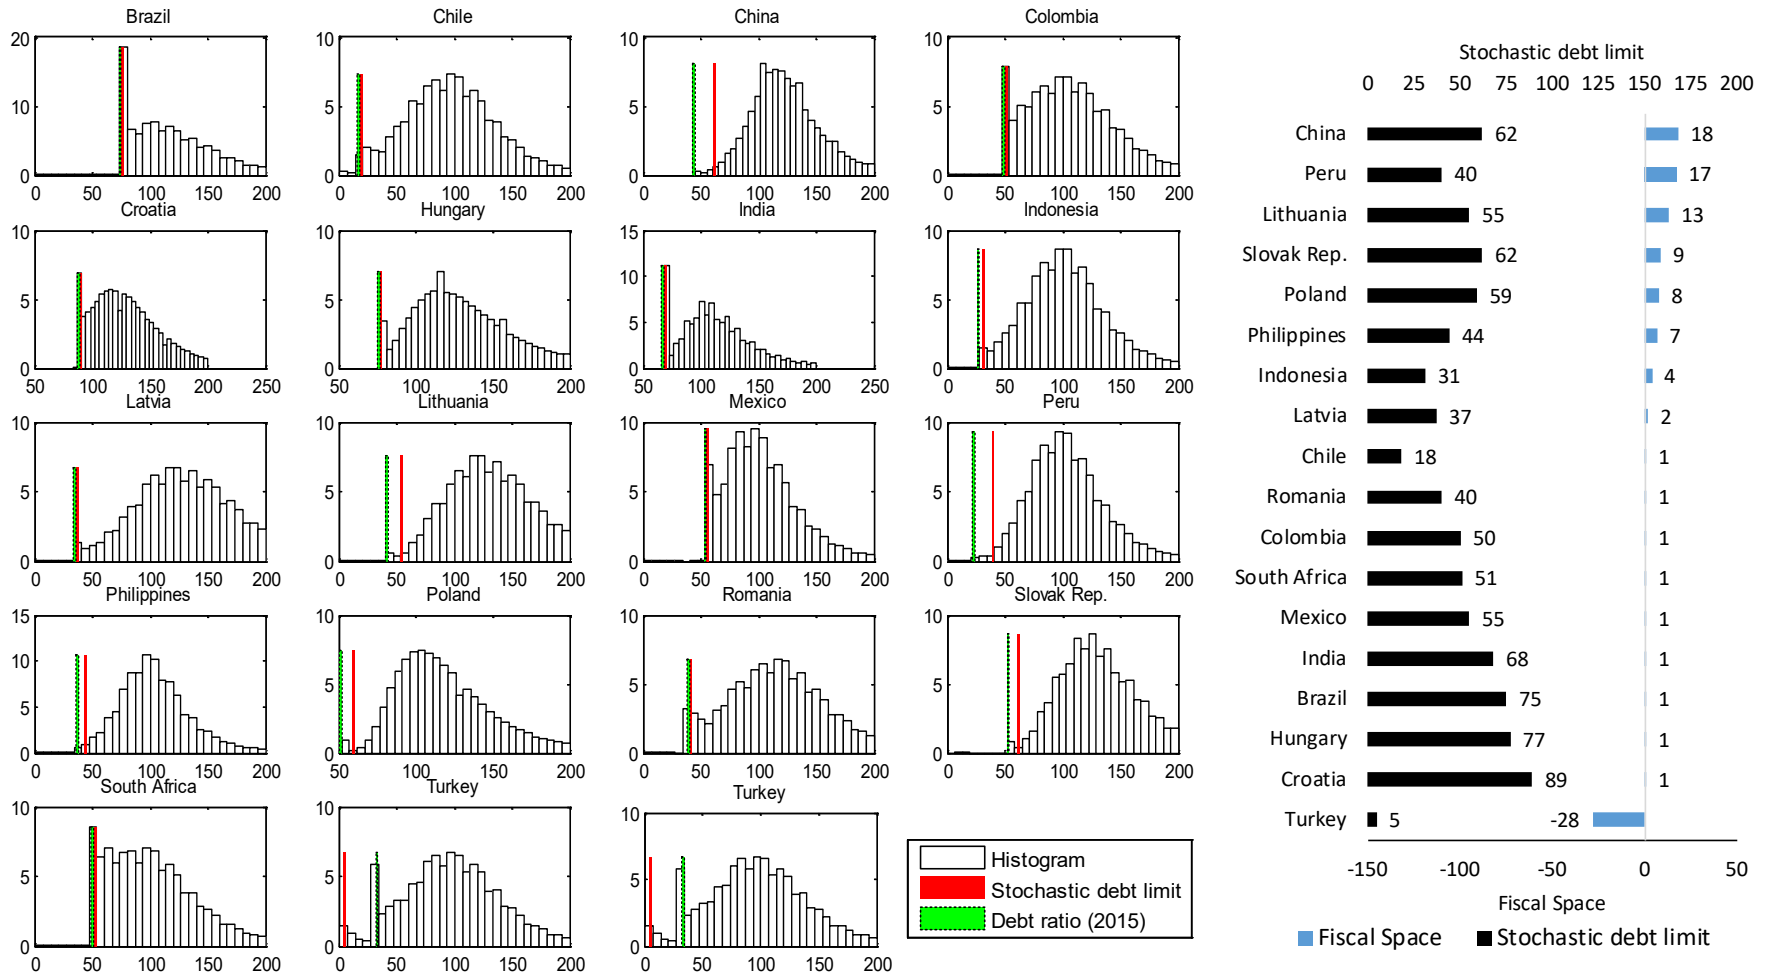 Brazil
Chile
China
Colombia
20
10
0
0 50 100 150 200
10
5
0
50 100 150 200
10
5
0
0 50 100 150 200
10
5
0
0 50 100 150 200
Croatia
Hungary
India
Indonesia
10
5
0
50 100 150 200 250
10
5
0
50 100 150 200
15
10
5
0
50 100 150 200 250
10
5
0
0 50 100 150 200
Latvia
Lithuania
Mexico
Peru
10
5
0
0 50 100 150 200
10
5
0
0 50 100 150 200
10
5
0
0 50 100 150 200
10
5
0
0 50 100 150 200
Philippines
Poland
Romania
Slovak Rep.
15
10
5
0
0 50 100 150 200
10
5
0
50 100 150 200
10
5
0
0 50 100 150 200
10
5
0
0 50 100 150 200
South Africa
Turkey
Turkey
10
5
0
0 50 100 150 200
10
5
0
0 50 100 150 200
10
5
0
0 50 100 150 200
Histogram
Stochastic debt limit
Debt ratio (2015)
Stochastic debt limit
0 25 50 75 100 125 150 175 200
China 62 18
Peru 40 17
Lithuania 55 13
Slovak Rep. 62 9
Poland 59 8
Philippines 44 7
Indonesia 31 4
Latvia 37 2
Chile 18 1
Romania 40 1
Colombia 50 1
South Africa 51 1
Mexico 55 1
India 68 1
Brazil 75 1
Hungary 77 1
Croatia 89 1
Turkey 5 -28
-150 -100 -50 0 50
Fiscal Space
Fiscal Space Stochastic debt limit